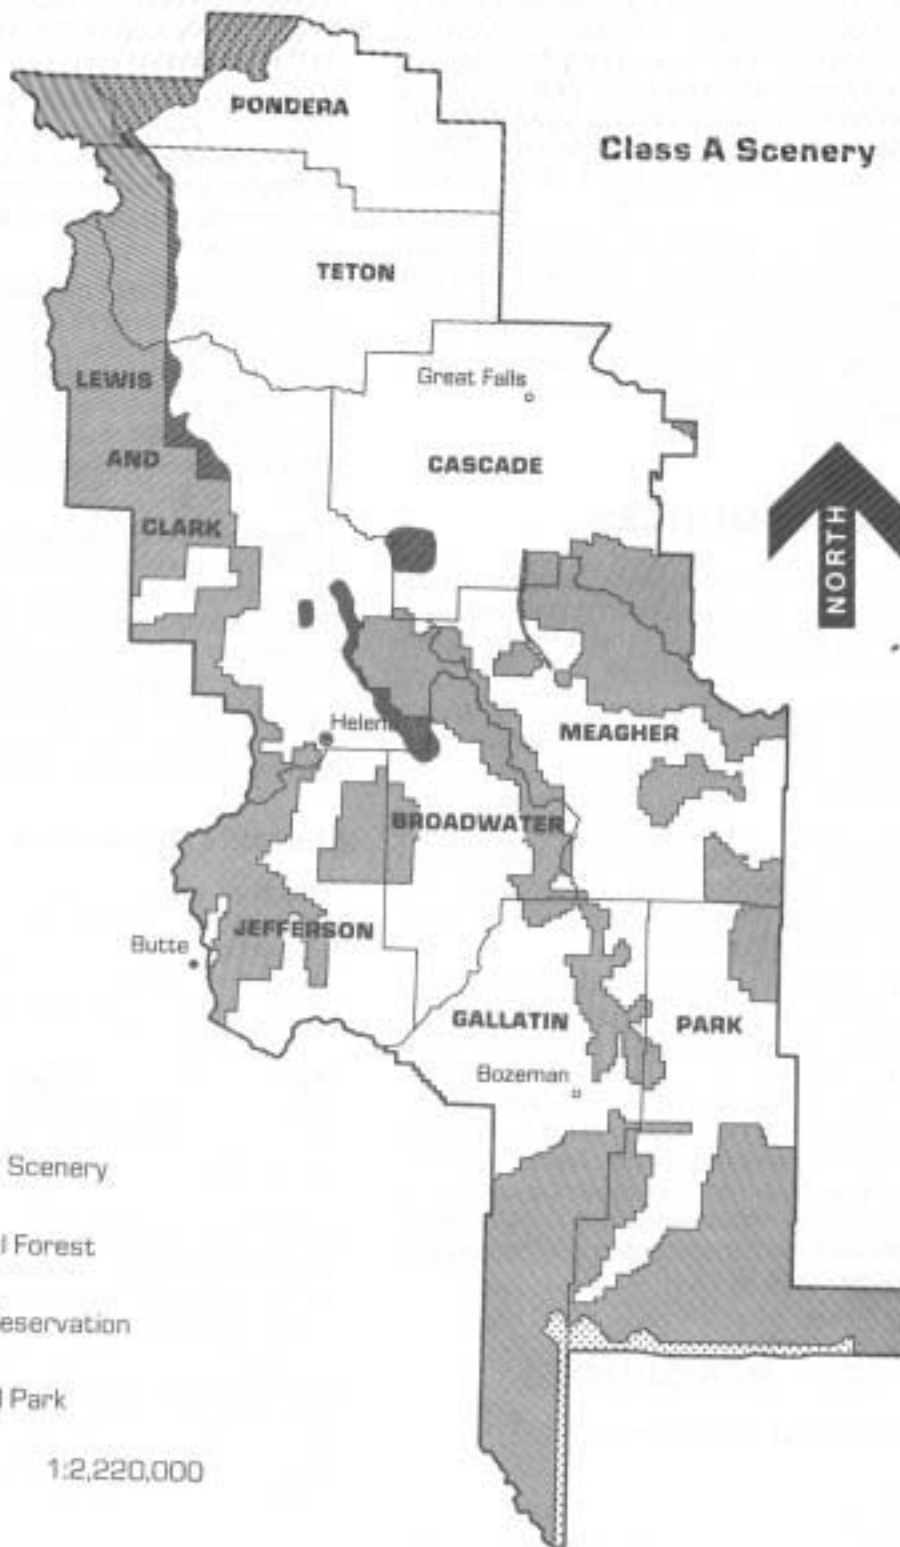 PONDERA
Class A Scenery
TETON
LEWIS
AND
CLARK
Great Falls
CASCADE
NORTH
Helena
MEAGHER
BROADWATER
JEFFERSON
Butte
GALLATIN
PARK
Bozeman
Scenery
Forest
eservation
Park
1:2,220,000